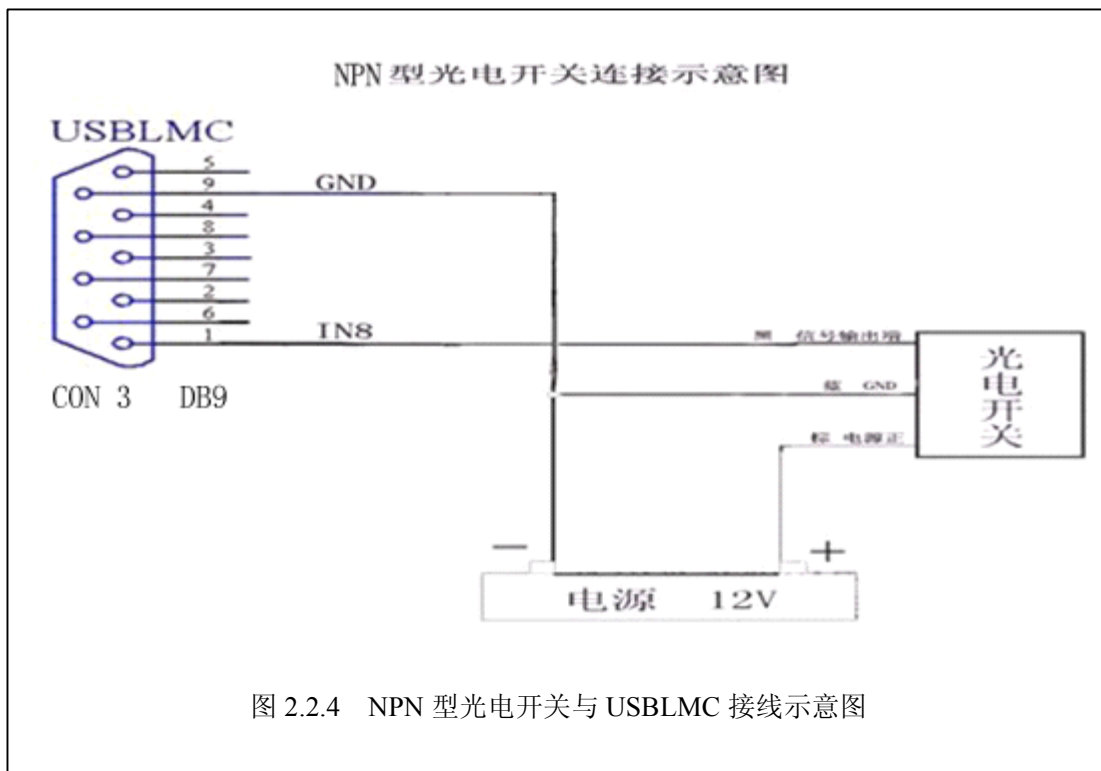 NPN型光电开关连接示意图
USBLMC
5
9 GND
4
8
3
7
2
6
1 IN8
黑 信号输出端
蓝 GND
棕 电源正
光电开关
CON 3 DB9
− +
电源 12V
图 2.2.4 NPN 型光电开关与 USBLMC 接线示意图